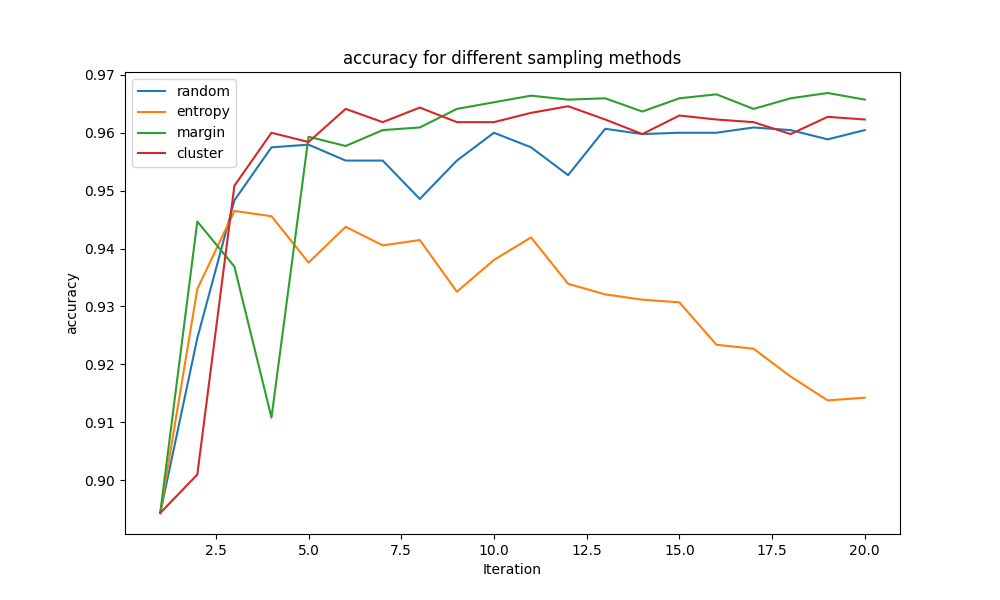 accuracy for different sampling methods
0.97
0.96
0.95
0.94
0.93
0.92
0.91
0.90
accuracy
random
entropy
margin
cluster
2.5 5.0 7.5 10.0 12.5 15.0 17.5 20.0
Iteration